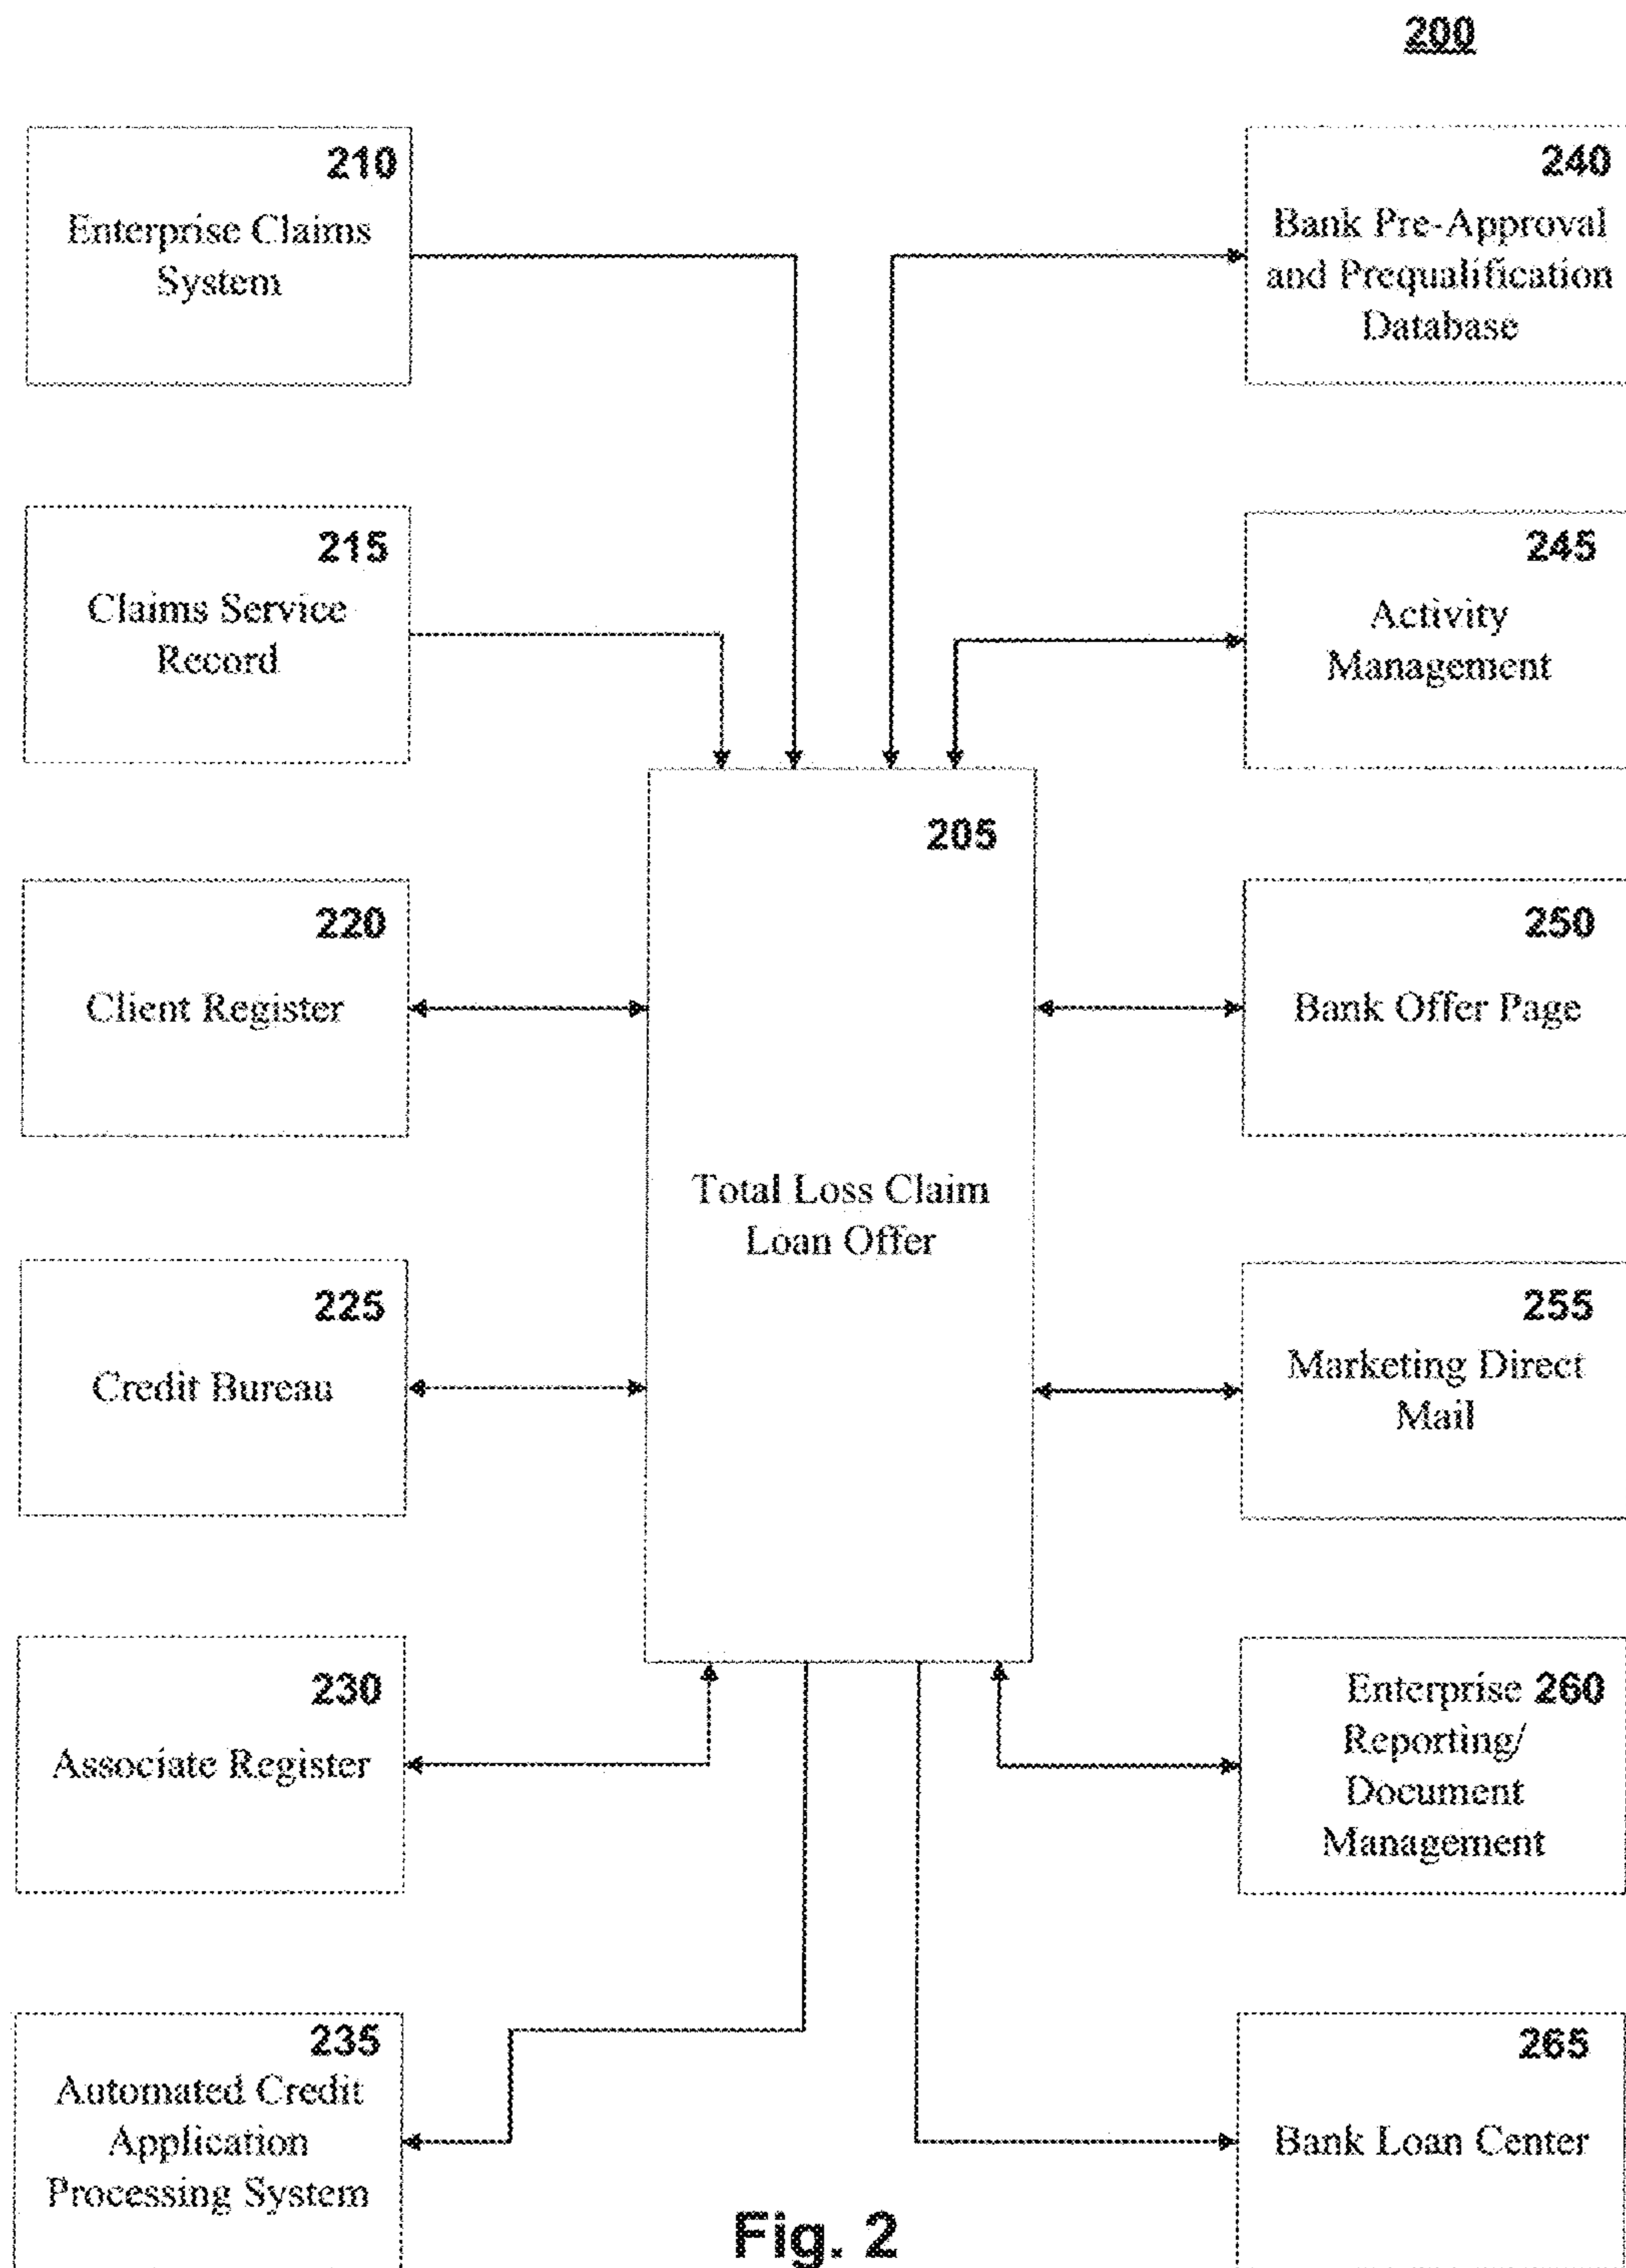 200
210
Enterprise Claims
System
240
Bank Pre-Approval
and Prequalification
Database
215
Claims Service
Record
245
Activity
Management
205
Total Loss Claim
Loan Offer
220
Client Register
250
Bank Offer Page
225
Credit Bureau
255
Marketing Direct
Mail
230
Associate Register
Enterprise 260
Reporting/
Document
Management
235
Automated Credit
Application
Processing System
265
Bank Loan Center
Fig. 2